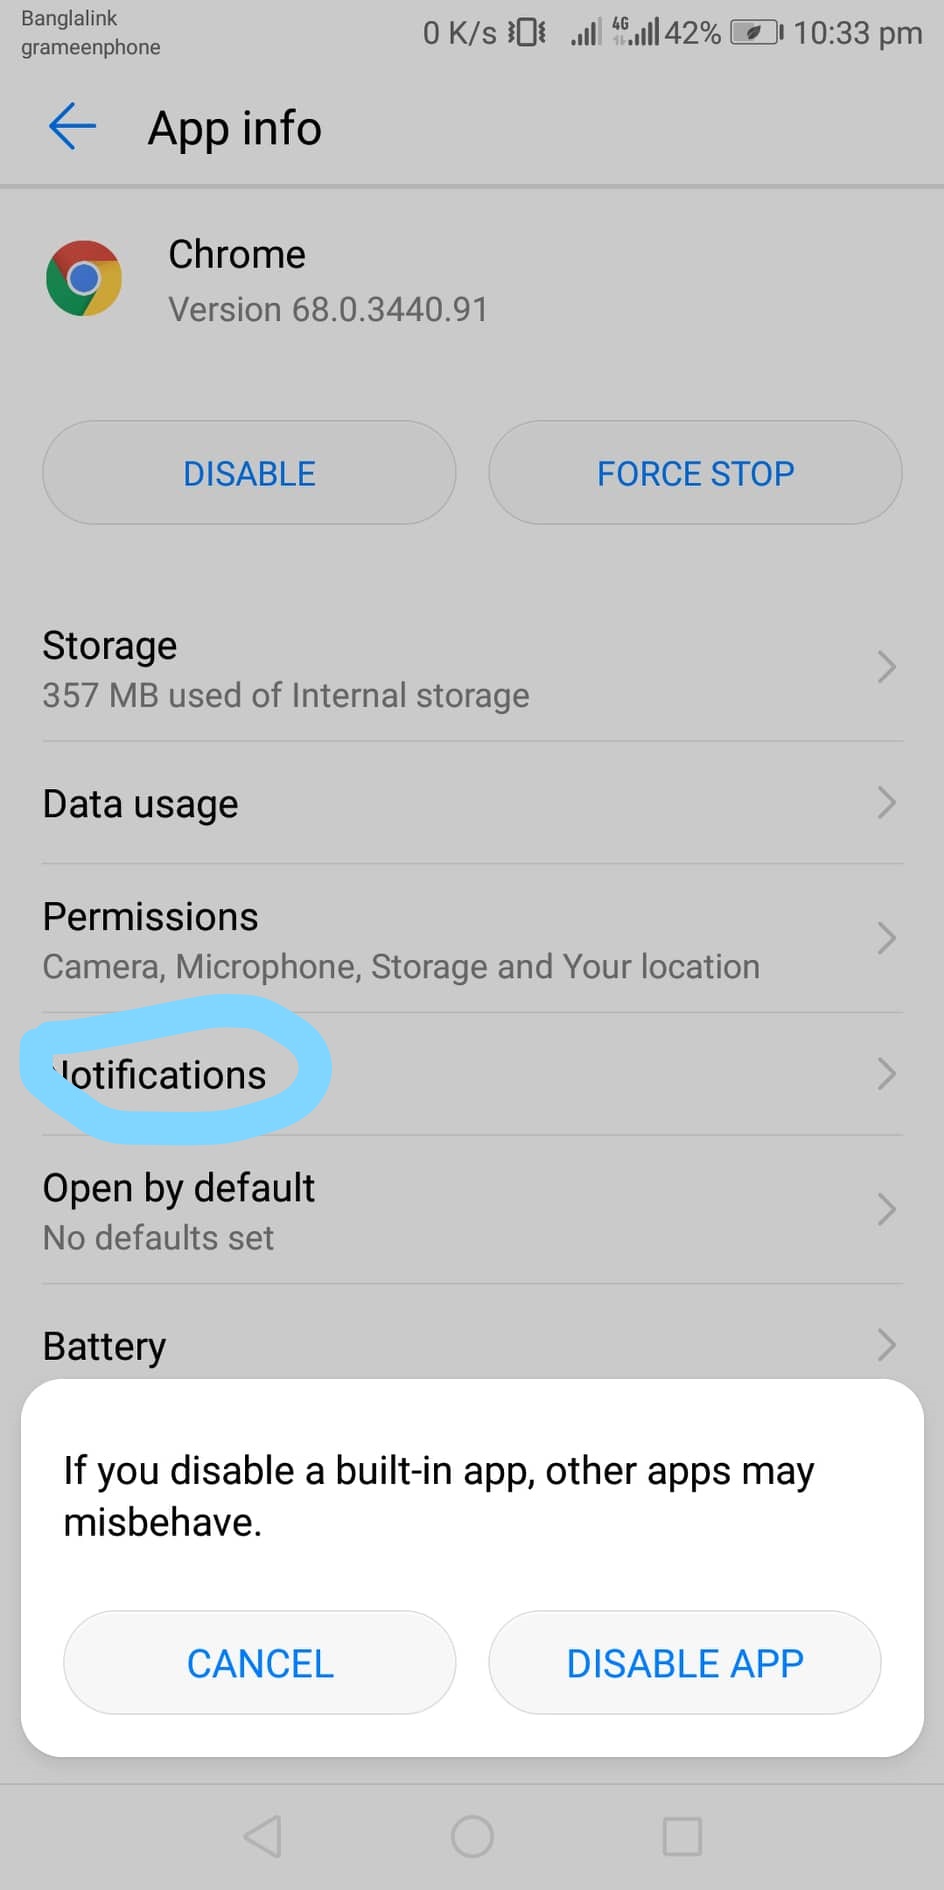 Banglalink
grameenphone
0 K/s 4G 42% 10:33 pm
App info
Chrome
Version 68.0.3440.91
DISABLE FORCE STOP
Storage
357 MB used of Internal storage
Data usage
Permissions
Camera, Microphone, Storage and Your location
Notifications
Open by default
No defaults set
Battery
If you disable a built-in app, other apps may
misbehave.
CANCEL DISABLE APP